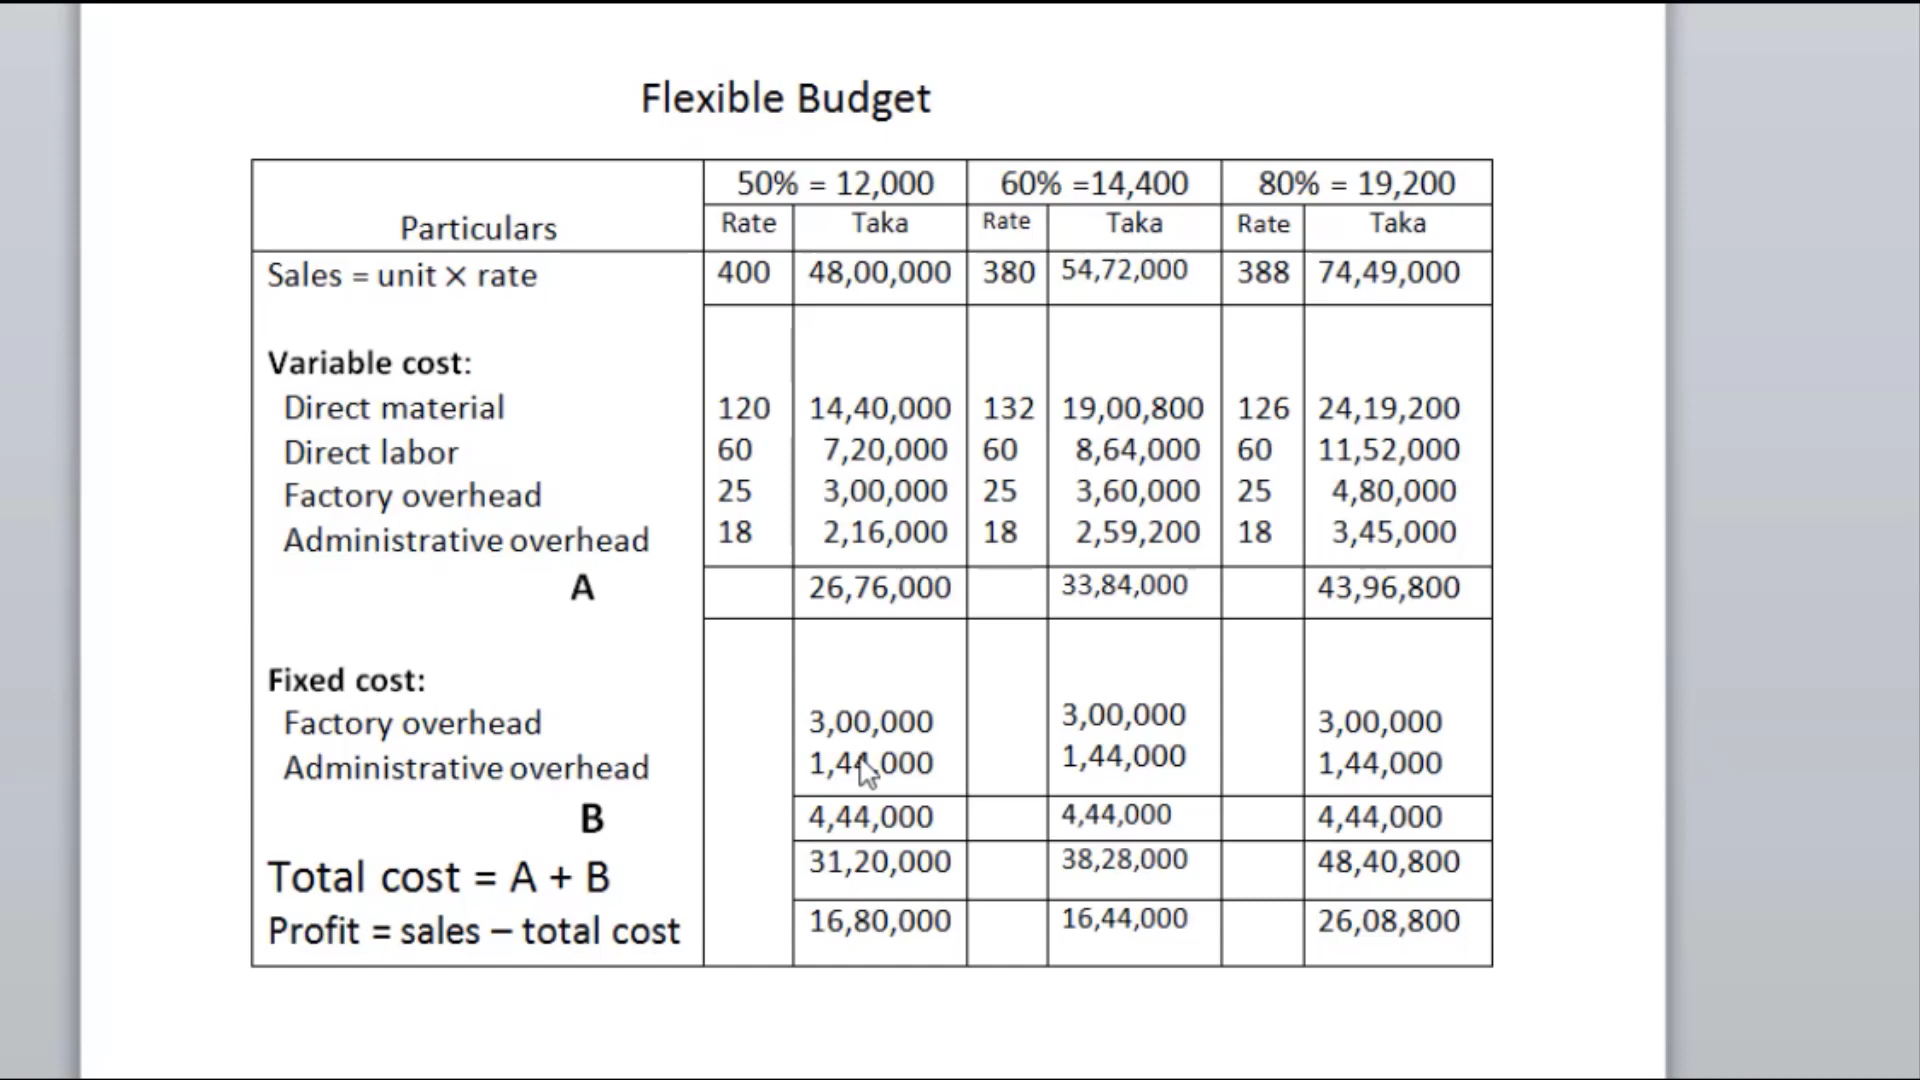 Flexible Budget
50% = 12,000 60% =14,400 80% = 19,200
Particulars Rate Taka Rate Taka Rate Taka
Sales = unit × rate 400 48,00,000 380 54,72,000 388 74,49,000
Variable cost:
Direct material 120 14,40,000 132 19,00,800 126 24,19,200
Direct labor 60 7,20,000 60 8,64,000 60 11,52,000
Factory overhead 25 3,00,000 25 3,60,000 25 4,80,000
Administrative overhead 18 2,16,000 18 2,59,200 18 3,45,000
A 26,76,000 33,84,000 43,96,800
Fixed cost:
Factory overhead 3,00,000 3,00,000 3,00,000
Administrative overhead 1,44,000 1,44,000 1,44,000
B 4,44,000 4,44,000 4,44,000
Total cost = A + B 31,20,000 38,28,000 48,40,800
Profit = sales – total cost 16,80,000 16,44,000 26,08,800